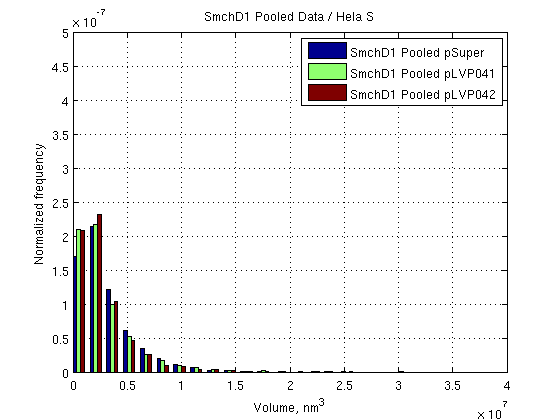 SmchD1 Pooled Data / Hela S
× 10⁻⁷
5
4.5
4
3.5
3
2.5
2
1.5
1
0.5
0
Normalized frequency
SmchD1 Pooled pSuper
SmchD1 Pooled pLVP041
SmchD1 Pooled pLVP042
0 0.5 1 1.5 2 2.5 3 3.5 4
Volume, nm³
× 10⁷